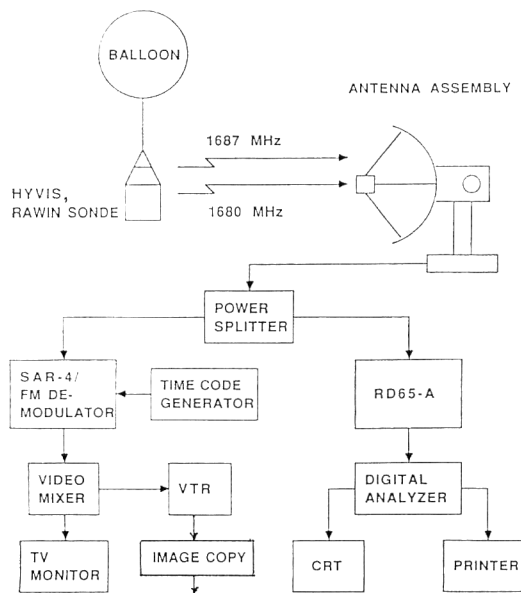 BALLOON
ANTENNA ASSEMBLY
1687 MHz
HYVIS,
RAWIN SONDE
1680 MHz
POWER
SPLITTER
SAR-4/
FM DE-
MODULATOR
TIME CODE
GENERATOR
RD65-A
VIDEO
MIXER
VTR
DIGITAL
ANALYZER
TV
MONITOR
IMAGE COPY
CRT
PRINTER